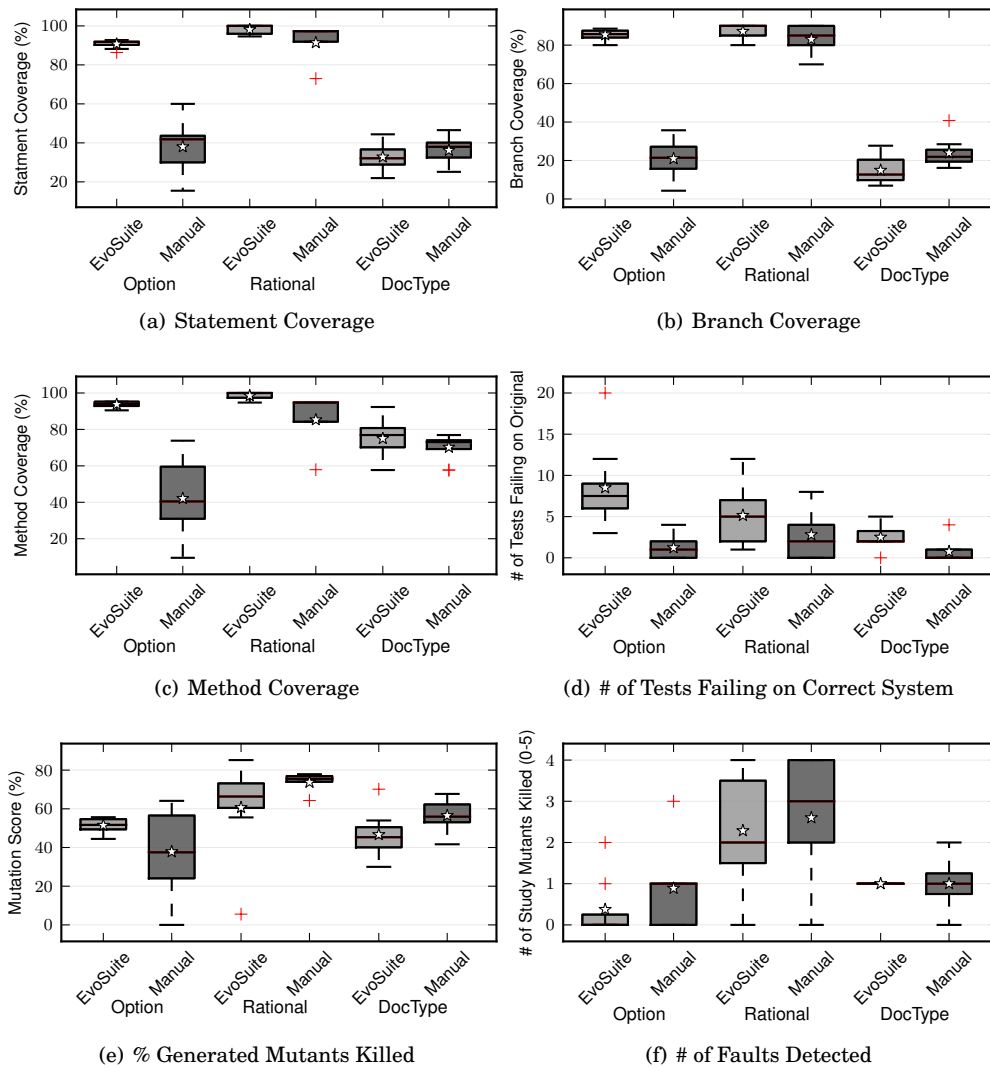 Statment Coverage (%)
100
80
60
40
20
EvoSuite
Manual
EvoSuite
Manual
EvoSuite
Manual
Option
Rational
DocType
(a) Statement Coverage
Branch Coverage (%)
80
60
40
20
0
EvoSuite
Manual
EvoSuite
Manual
EvoSuite
Manual
Option
Rational
DocType
(b) Branch Coverage
Method Coverage (%)
100
80
60
40
20
EvoSuite
Manual
EvoSuite
Manual
EvoSuite
Manual
Option
Rational
DocType
(c) Method Coverage
# of Tests Failing on Original
20
15
10
5
0
EvoSuite
Manual
EvoSuite
Manual
EvoSuite
Manual
Option
Rational
DocType
(d) # of Tests Failing on Correct System
Mutation Score (%)
80
60
40
20
0
EvoSuite
Manual
EvoSuite
Manual
EvoSuite
Manual
Option
Rational
DocType
(e) % Generated Mutants Killed
# of Study Mutants Killed (0-5)
4
3
2
1
0
EvoSuite
Manual
EvoSuite
Manual
EvoSuite
Manual
Option
Rational
DocType
(f) # of Faults Detected